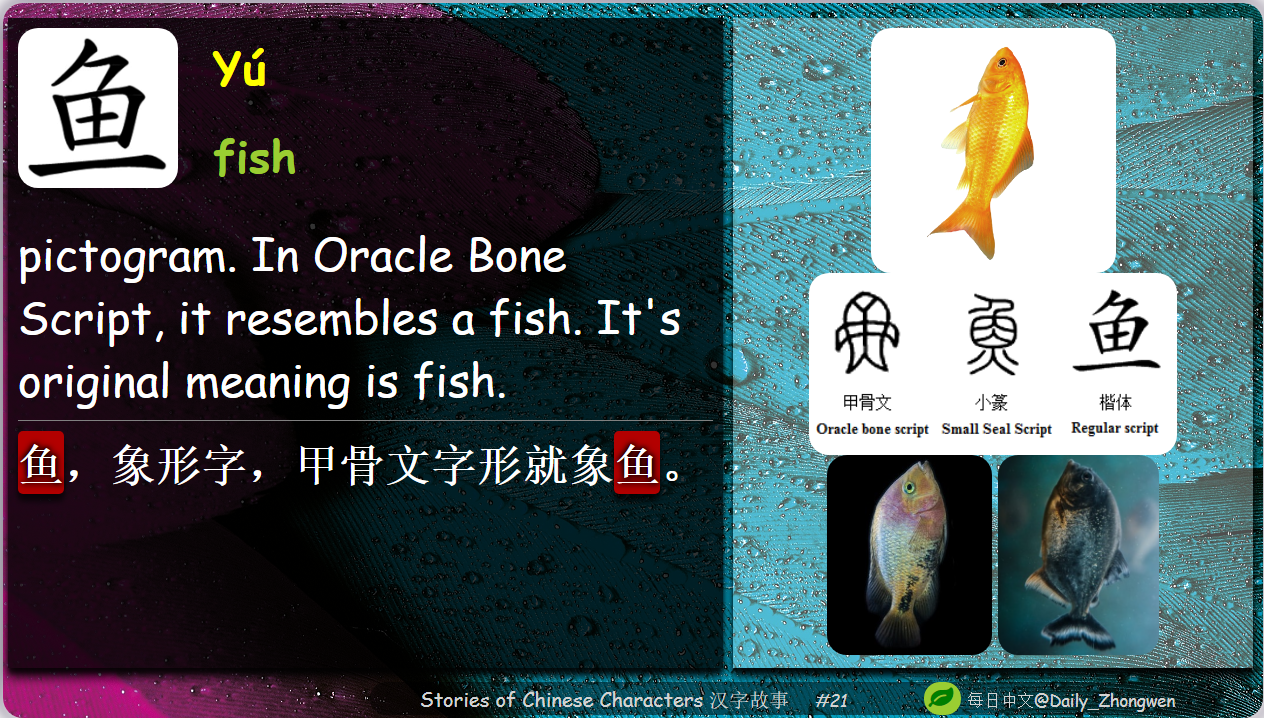 鱼
Yú
fish
pictogram. In Oracle Bone
Script, it resembles a fish. It's
original meaning is fish.
鱼，象形字，甲骨文字形就象鱼。
魚 魚 鱼
甲骨文 小篆 楷体
Oracle bone script Small Seal Script Regular script
Stories of Chinese Characters 汉字故事 #21
每日中文@Daily_Zhongwen